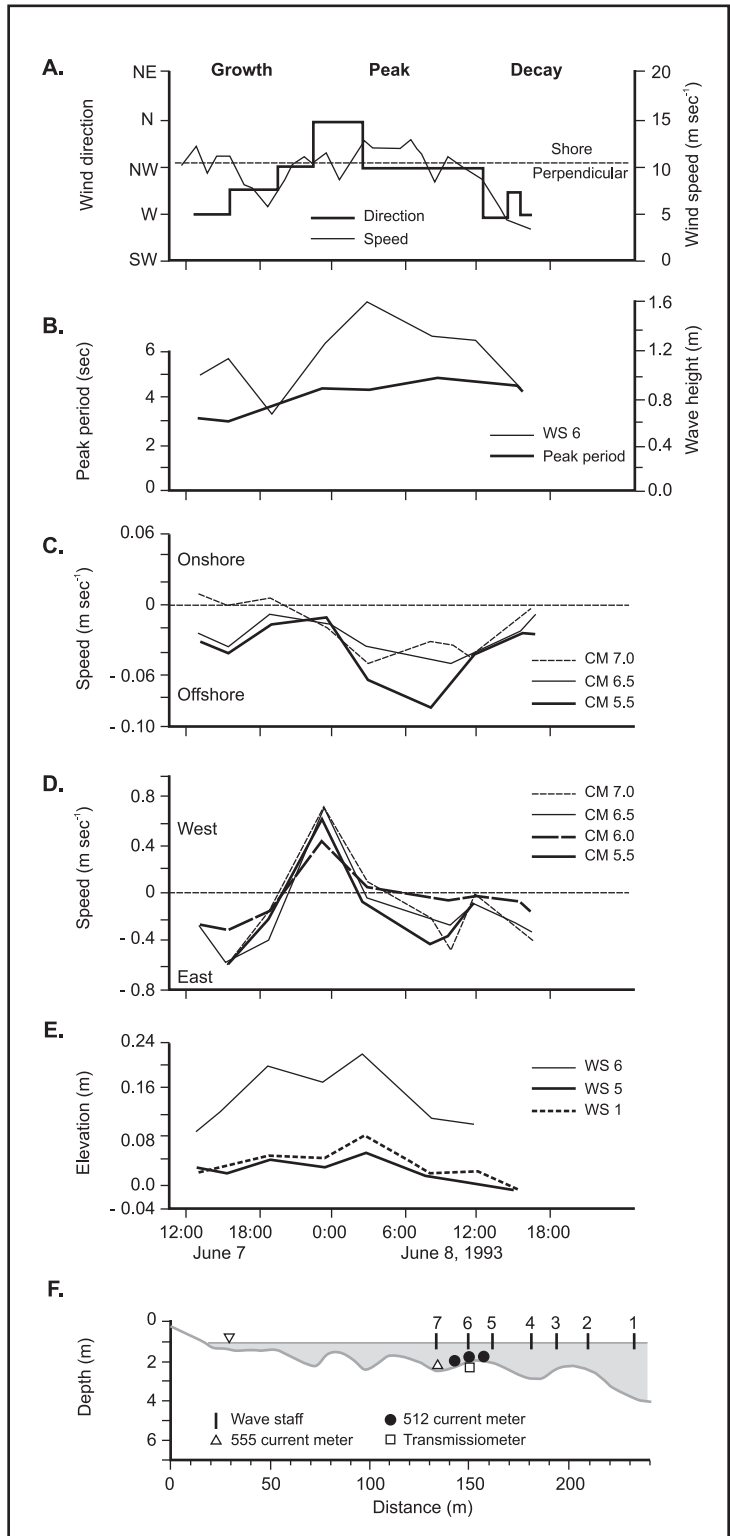 A.
Growth Peak Decay
NE
N
NW
W
SW
Wind direction
20
15
10
5
0
Wind speed (m sec⁻¹)
Shore
Perpendicular
Direction
Speed
B.
6
4
2
0
Peak period (sec)
1.6
1.2
0.8
0.4
0.0
Wave height (m)
WS 6
Peak period
C.
0.06
0
- 0.06
- 0.10
Speed (m sec⁻¹)
Onshore
Offshore
CM 7.0
CM 6.5
CM 5.5
D.
0.8
0.4
0
- 0.4
- 0.8
Speed (m sec⁻¹)
West
East
CM 7.0
CM 6.5
CM 6.0
CM 5.5
E.
0.24
0.16
0.08
0.0
- 0.04
Elevation (m)
WS 6
WS 5
WS 1
12:00 18:00 0:00 6:00 12:00 18:00
June 7 June 8, 1993
F.
0
2
4
6
Depth (m)
7 6 5 4 3 2 1
Wave staff 512 current meter
555 current meter Transmissiometer
0 50 100 150 200
Distance (m)